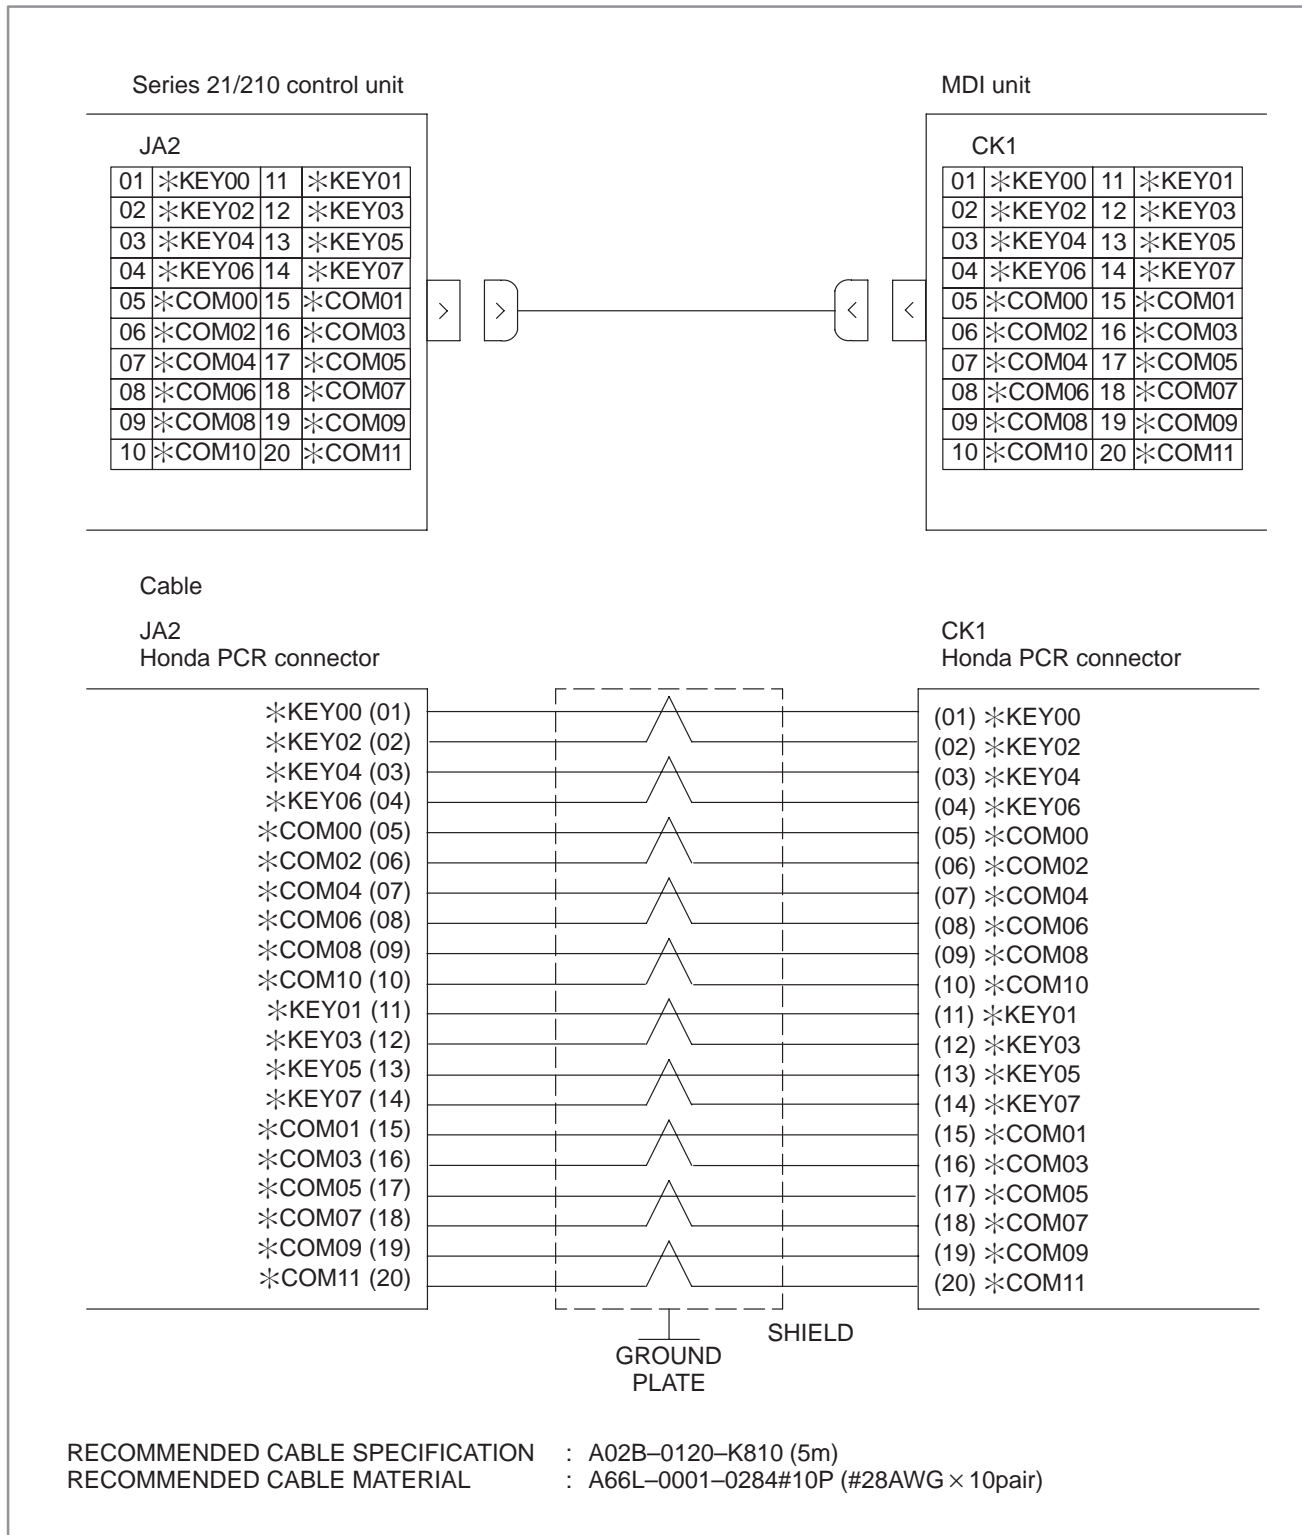 Series 21/210 control unit
MDI unit
JA2
01 ✽KEY00 11 ✽KEY01
02 ✽KEY02 12 ✽KEY03
03 ✽KEY04 13 ✽KEY05
04 ✽KEY06 14 ✽KEY07
05 ✽COM00 15 ✽COM01
06 ✽COM02 16 ✽COM03
07 ✽COM04 17 ✽COM05
08 ✽COM06 18 ✽COM07
09 ✽COM08 19 ✽COM09
10 ✽COM10 20 ✽COM11
CK1
01 ✽KEY00 11 ✽KEY01
02 ✽KEY02 12 ✽KEY03
03 ✽KEY04 13 ✽KEY05
04 ✽KEY06 14 ✽KEY07
05 ✽COM00 15 ✽COM01
06 ✽COM02 16 ✽COM03
07 ✽COM04 17 ✽COM05
08 ✽COM06 18 ✽COM07
09 ✽COM08 19 ✽COM09
10 ✽COM10 20 ✽COM11
Cable
JA2
Honda PCR connector
CK1
Honda PCR connector
✽KEY00 (01)
✽KEY02 (02)
✽KEY04 (03)
✽KEY06 (04)
✽COM00 (05)
✽COM02 (06)
✽COM04 (07)
✽COM06 (08)
✽COM08 (09)
✽COM10 (10)
✽KEY01 (11)
✽KEY03 (12)
✽KEY05 (13)
✽KEY07 (14)
✽COM01 (15)
✽COM03 (16)
✽COM05 (17)
✽COM07 (18)
✽COM09 (19)
✽COM11 (20)
(01) ✽KEY00
(02) ✽KEY02
(03) ✽KEY04
(04) ✽KEY06
(05) ✽COM00
(06) ✽COM02
(07) ✽COM04
(08) ✽COM06
(09) ✽COM08
(10) ✽COM10
(11) ✽KEY01
(12) ✽KEY03
(13) ✽KEY05
(14) ✽KEY07
(15) ✽COM01
(16) ✽COM03
(17) ✽COM05
(18) ✽COM07
(19) ✽COM09
(20) ✽COM11
SHIELD
GROUND
PLATE
RECOMMENDED CABLE SPECIFICATION : A02B–0120–K810 (5m)
RECOMMENDED CABLE MATERIAL : A66L–0001–0284#10P (#28AWG × 10pair)